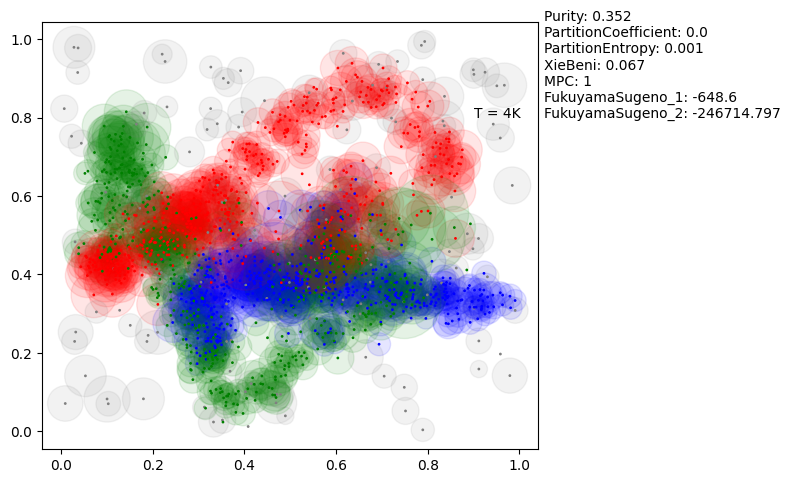 Purity: 0.352
PartitionCoefficient: 0.0
PartitionEntropy: 0.001
XieBeni: 0.067
MPC: 1
FukuyamaSugeno_1: -648.6
FukuyamaSugeno_2: -246714.797
T = 4K
1.0
0.8
0.6
0.4
0.2
0.0
0.0 0.2 0.4 0.6 0.8 1.0